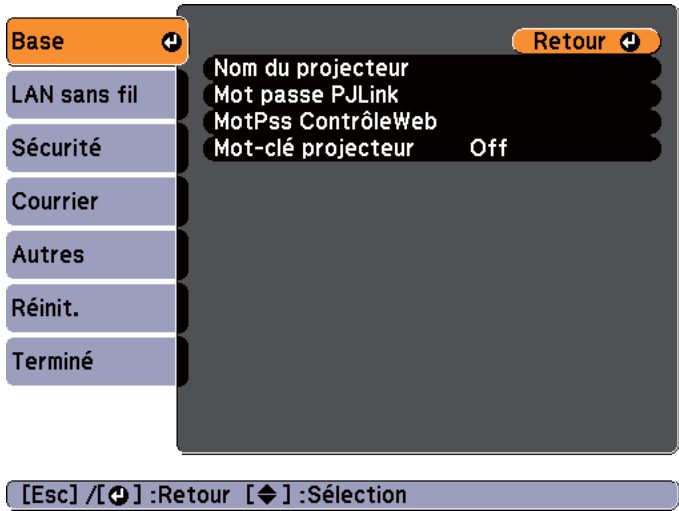 Base
Retour
Nom du projecteur
LAN sans fil
Mot passe PJLink
MotPss ContrôleWeb
Sécurité
Mot-clé projecteur Off
Courrier
Autres
Réinit.
Terminé
[Esc] /[ ] :Retour [ ] :Sélection